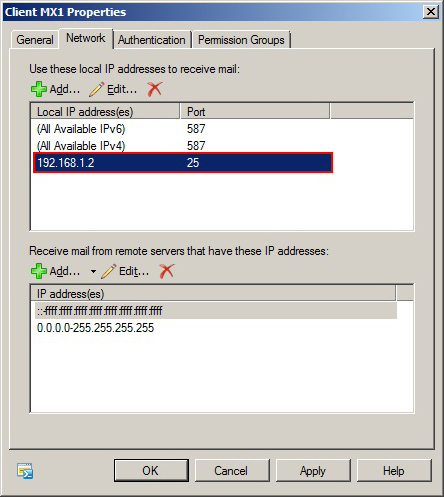 Client MX1 Properties
General Network Authentication Permission Groups
Use these local IP addresses to receive mail:
Add... Edit...
Local IP address(es) Port
(All Available IPv6) 587
(All Available IPv4) 587
192.168.1.2 25
Receive mail from remote servers that have these IP addresses:
Add... Edit...
IP address(es)
::-ffff:ffff:ffff:ffff:ffff:ffff:ffff:ffff
0.0.0.0-255.255.255.255
OK Cancel Apply Help